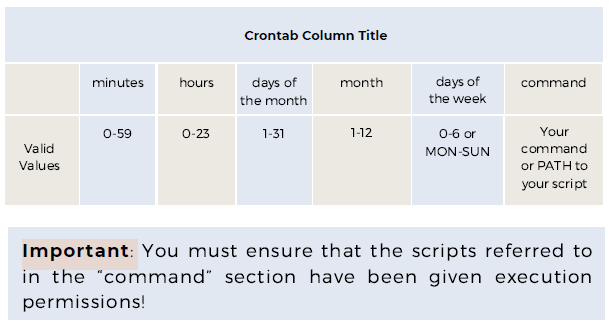 Crontab Column Title
minutes hours days of the month month days of the week command
Valid Values 0-59 0-23 1-31 1-12 0-6 or MON-SUN Your command or PATH to your script
Important: You must ensure that the scripts referred to
in the “command” section have been given execution
permissions!